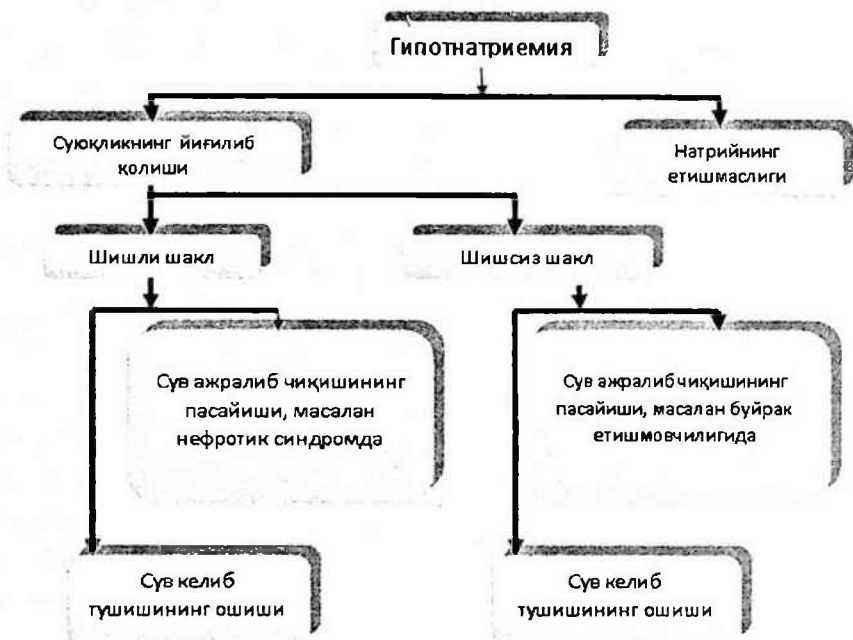 Гипотнатриемия
Суюқликнинг йиғилиб
қолиши
Натрийнинг
етишмаслиги
Шишли шакл
Шишсиз шакл
Сув ажралиб чиқишининг
пасайиши, масалан
нефротик синдромда
Сув ажралиб чиқишининг
пасайиши, масалан буйрак
етишмовчилигида
Сув келиб
тушишининг ошиши
Сув келиб
тушишининг ошиши